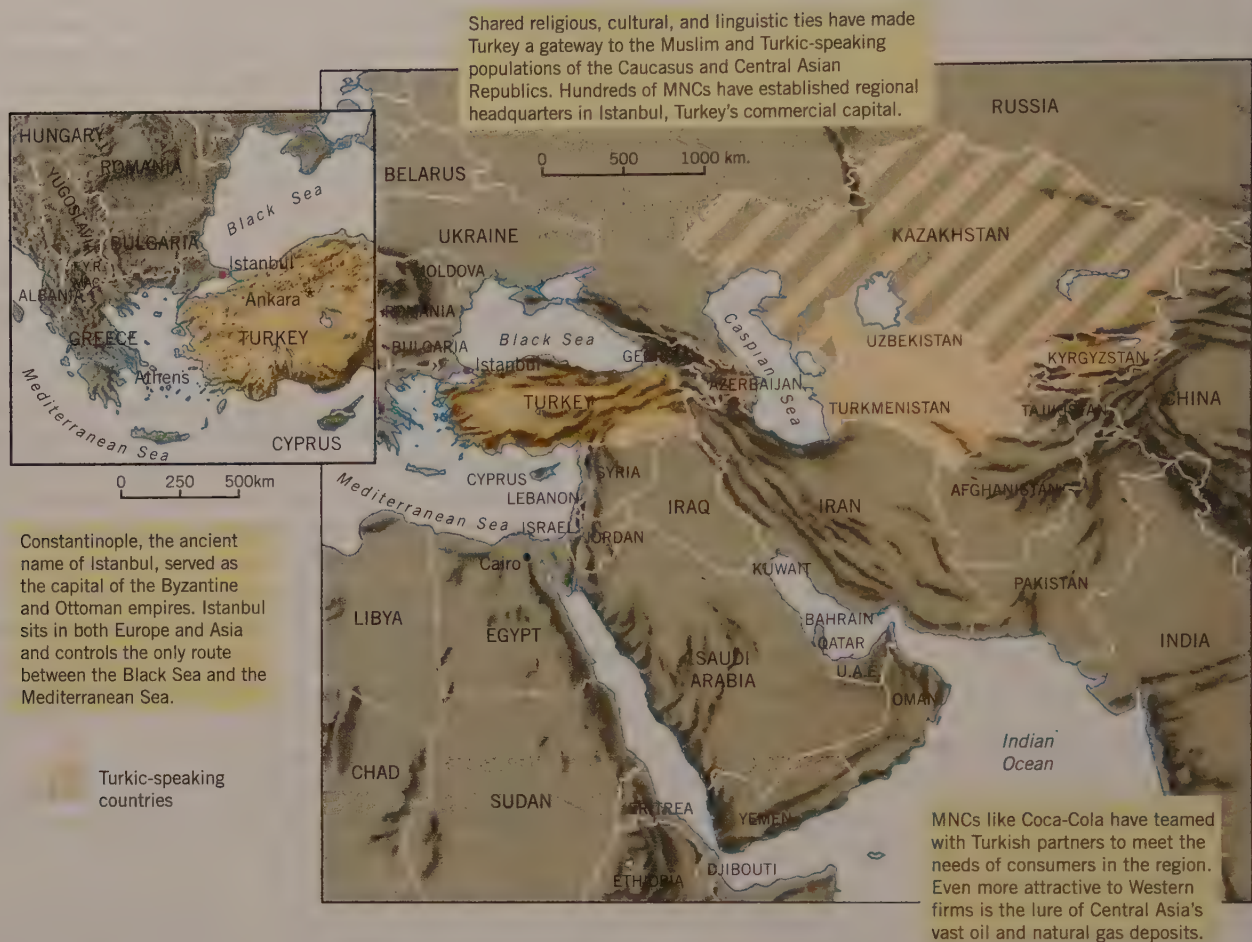 Shared religious, cultural, and linguistic ties have made
Turkey a gateway to the Muslim and Turkic-speaking
populations of the Caucasus and Central Asian
Republics. Hundreds of MNCs have established regional
headquarters in Istanbul, Turkey's commercial capital.
HUNGARY
ROMANIA
YUGOSLAV
Black Sea
BULGARIA
Istanbul
F.Y.R.
MAC.
ALBANIA
Ankara
GREECE
TURKEY
Athens
Mediterranean Sea
CYPRUS
0 250 500km
RUSSIA
0 500 1000 km.
BELARUS
UKRAINE
KAZAKHSTAN
MOLDOVA
ROMANIA
Caspian Sea
Black Sea
UZBEKISTAN
BULGARIA
Istanbul
KYRGYZSTAN
AZERBAIJAN
TURKEY
TURKMENISTAN
TAJIKISTAN
CHINA
CYPRUS
SYRIA
LEBANON
Mediterranean Sea
IRAQ
IRAN
AFGHANISTAN
ISRAEL
JORDAN
Cairo
KUWAIT
PAKISTAN
LIBYA
EGYPT
BAHRAIN
QATAR
INDIA
SAUDI
ARABIA
U.A.E.
OMAN
Indian
Ocean
CHAD
SUDAN
ERITREA
YEMEN
DJIBOUTI
ETHIOPIA
Constantinople, the ancient
name of Istanbul, served as
the capital of the Byzantine
and Ottoman empires. Istanbul
sits in both Europe and Asia
and controls the only route
between the Black Sea and the
Mediterranean Sea.
Turkic-speaking
countries
MNCs like Coca-Cola have teamed
with Turkish partners to meet the
needs of consumers in the region.
Even more attractive to Western
firms is the lure of Central Asia's
vast oil and natural gas deposits.